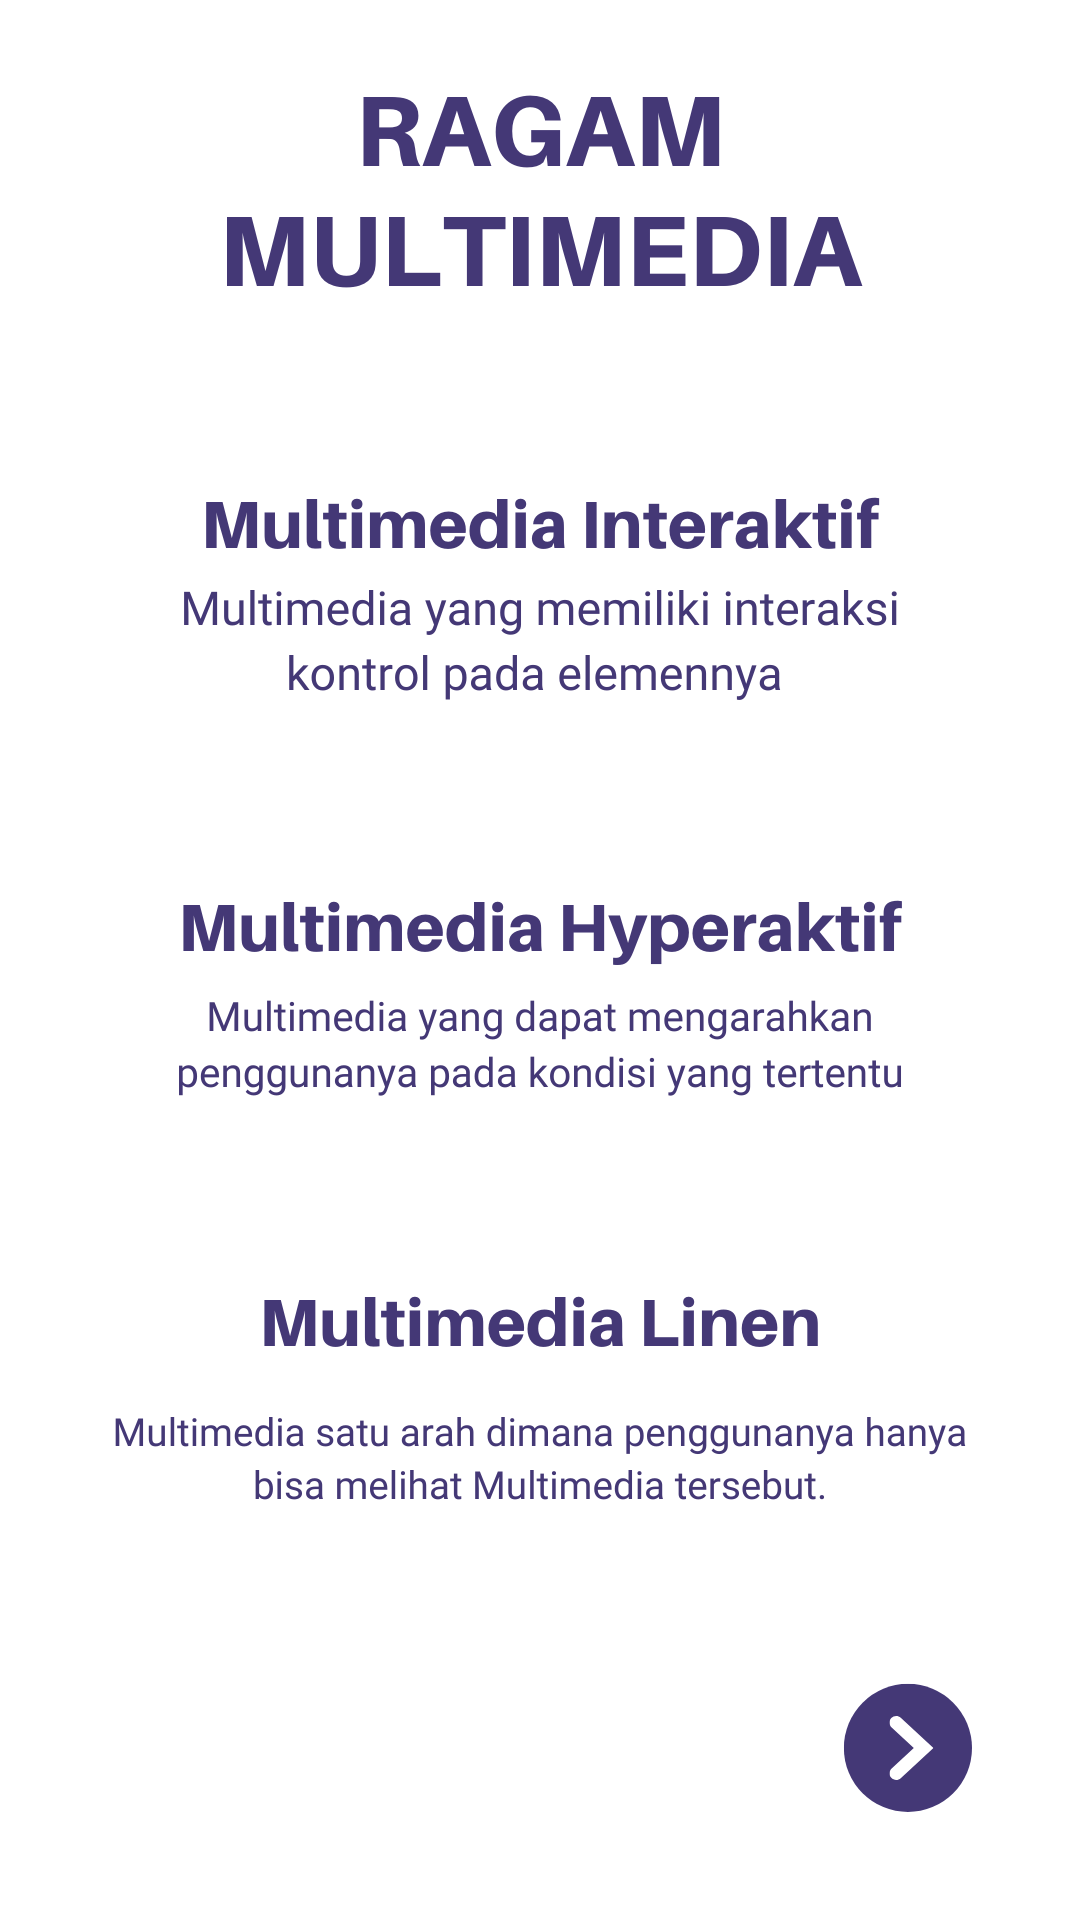 RAGAM
MULTIMEDIA
Multimedia Interaktif
Multimedia yang memiliki interaksi
kontrol pada elemennya
Multimedia Hyperaktif
Multimedia yang dapat mengarahkan
penggunanya pada kondisi yang tertentu
Multimedia Linen
Multimedia satu arah dimana penggunanya hanya
bisa melihat Multimedia tersebut.